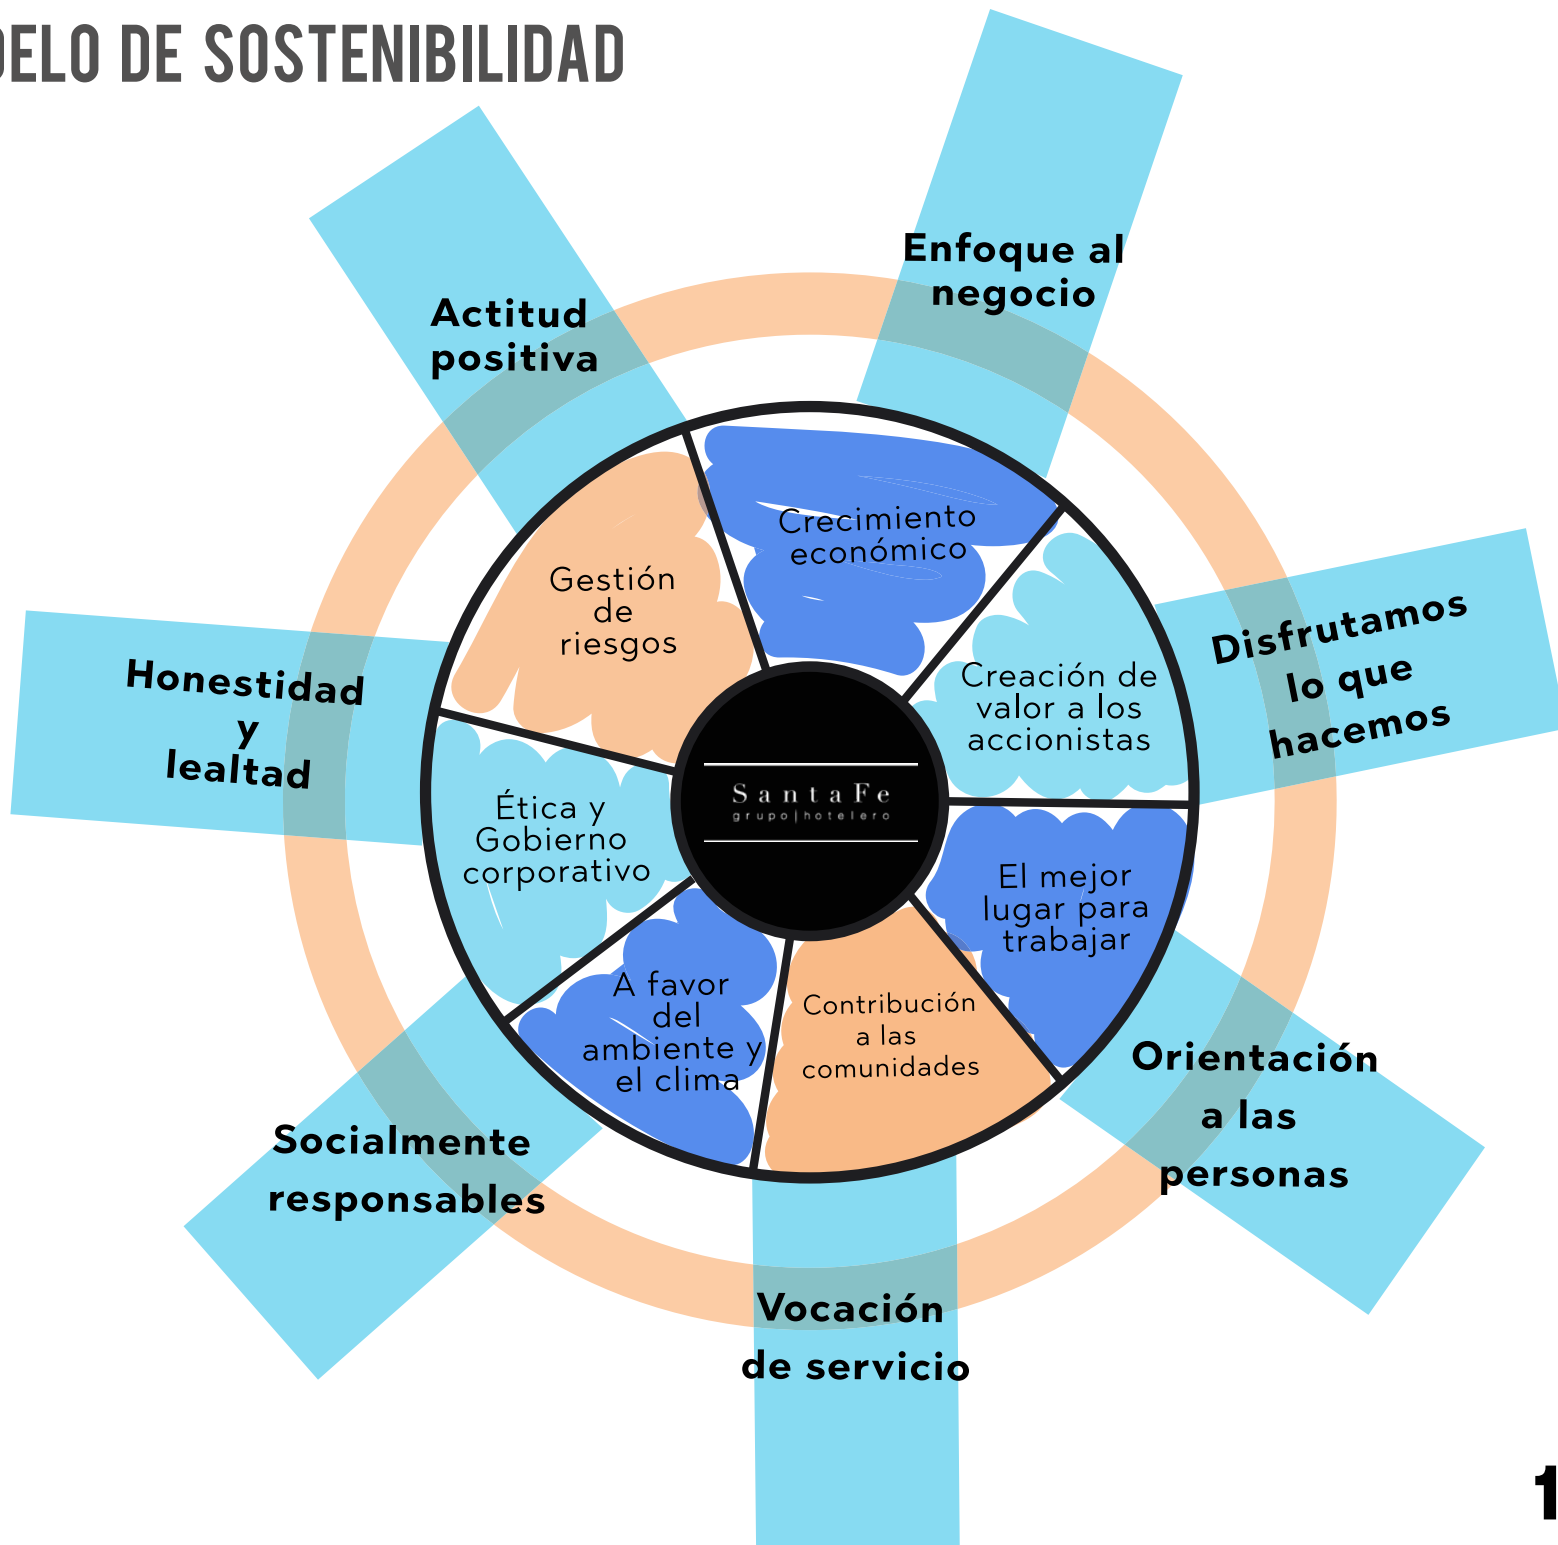 DELO DE SOSTENIBILIDAD
Enfoque al
negocio
Actitud
positiva
Crecimiento
económico
Gestión
de
riesgos
Disfrutamos
lo que
hacemos
Honestidad
y
lealtad
Creación de
valor a los
accionistas
SantaFe
grupo|hotelero
Ética y
Gobierno
corporativo
El mejor
lugar para
trabajar
A favor
del
ambiente y
el clima
Contribución
a las
comunidades
Orientación
a las
personas
Socialmente
responsables
Vocación
de servicio
1